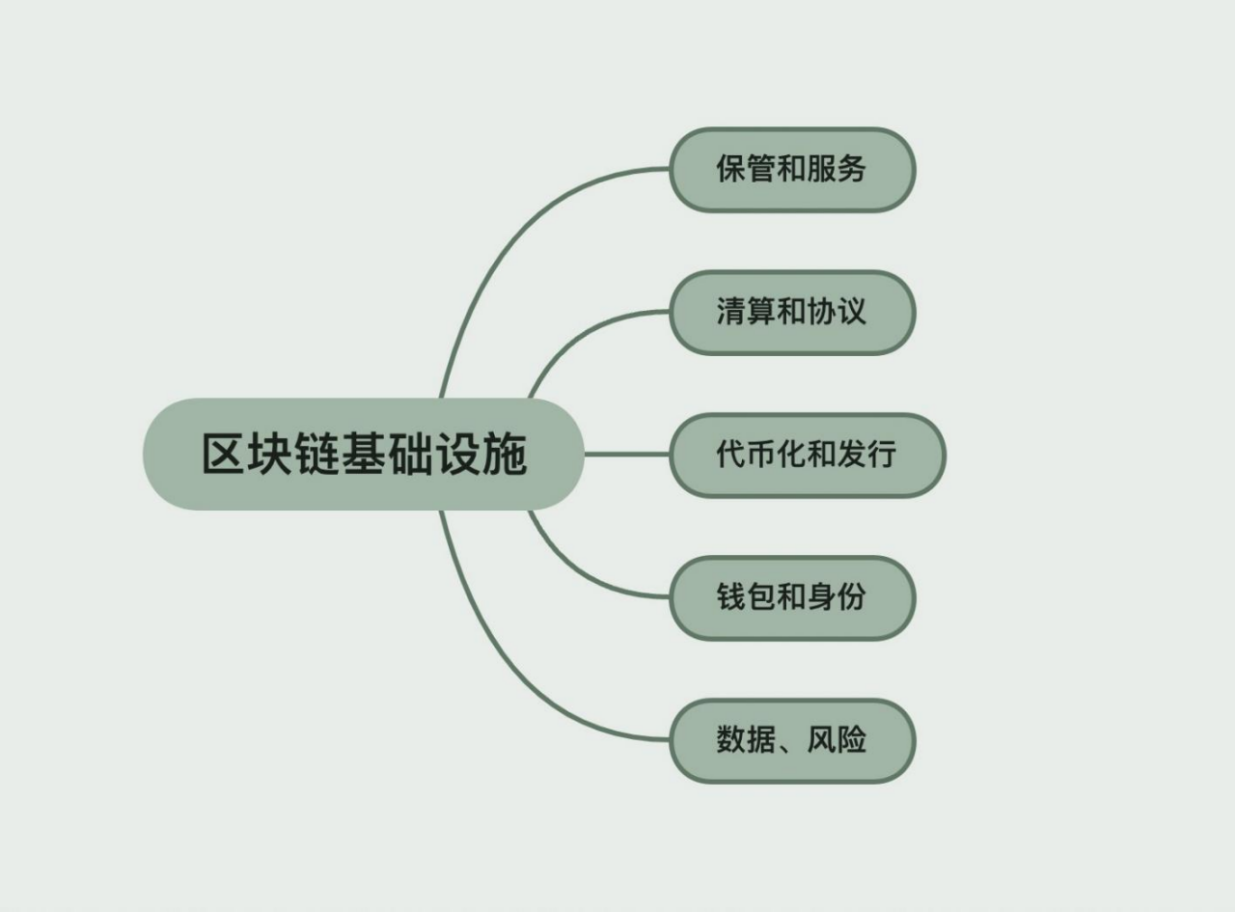 保管和服务
清算和协议
区块链基础设施
代币化和发行
钱包和身份
数据、风险